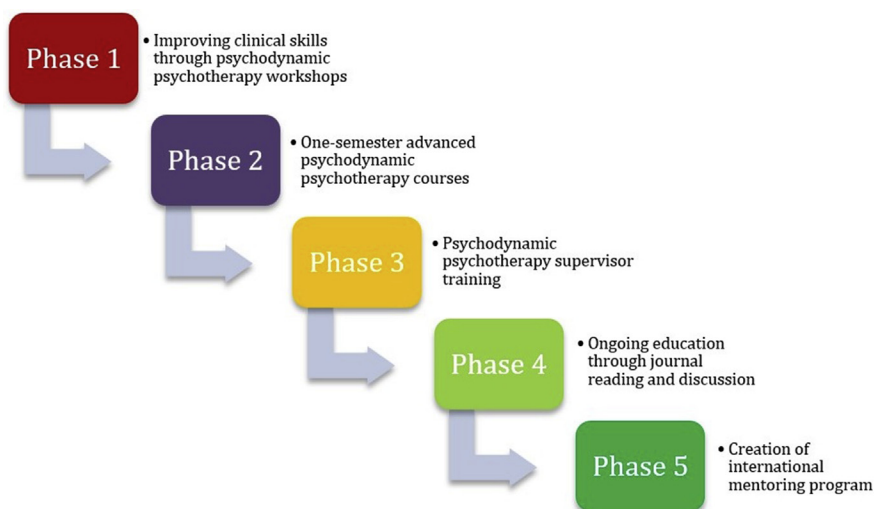 Phase 1
• Improving clinical skills
through psychodynamic
psychotherapy workshops
Phase 2
• One-semester advanced
psychodynamic
psychotherapy courses
Phase 3
• Psychodynamic
psychotherapy supervisor
training
Phase 4
• Ongoing education
through journal
reading and discussion
Phase 5
• Creation of
international
mentoring program